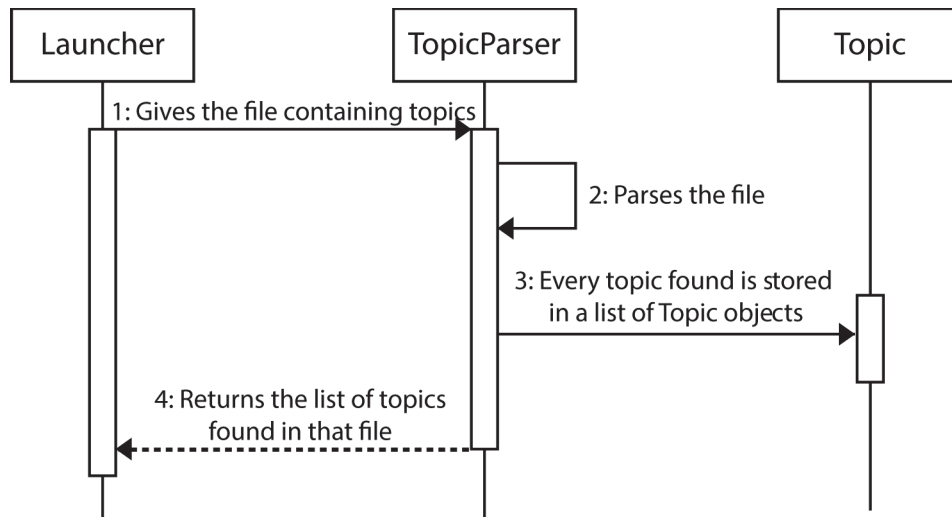 Launcher
TopicParser
Topic
1: Gives the file containing topics
2: Parses the file
3: Every topic found is stored
in a list of Topic objects
4: Returns the list of topics
found in that file